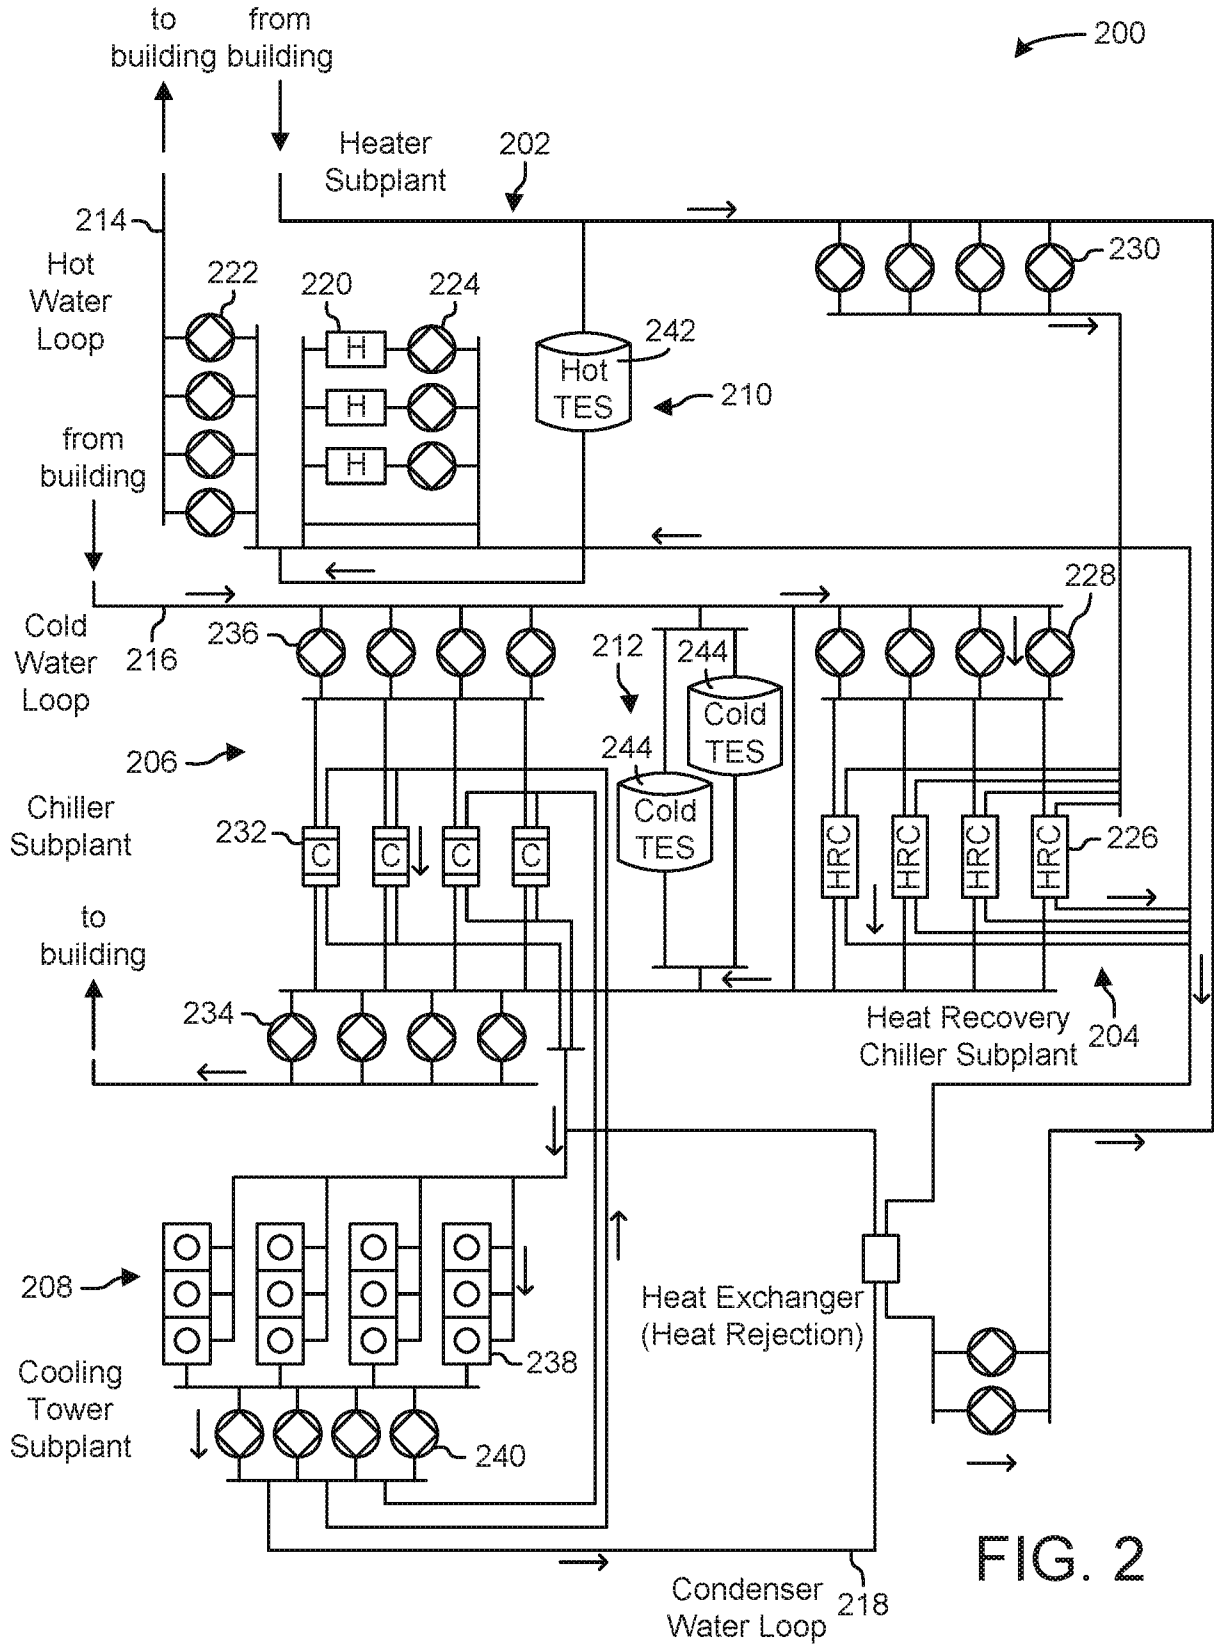 to
building
from
building
200
Heater
Subplant
202
214
Hot
Water
Loop
222
220
224
230
H
H
H
Hot
TES
242
210
from
building
228
Cold
Water
Loop
216
236
212
244
Cold
TES
244
Cold
TES
206
Chiller
Subplant
232
C
C
C
C
HRC
HRC
HRC
HRC
226
to
building
234
Heat Recovery
Chiller Subplant
204
208
Heat Exchanger
(Heat Rejection)
238
Cooling
Tower
Subplant
240
Condenser
Water Loop
218
FIG. 2